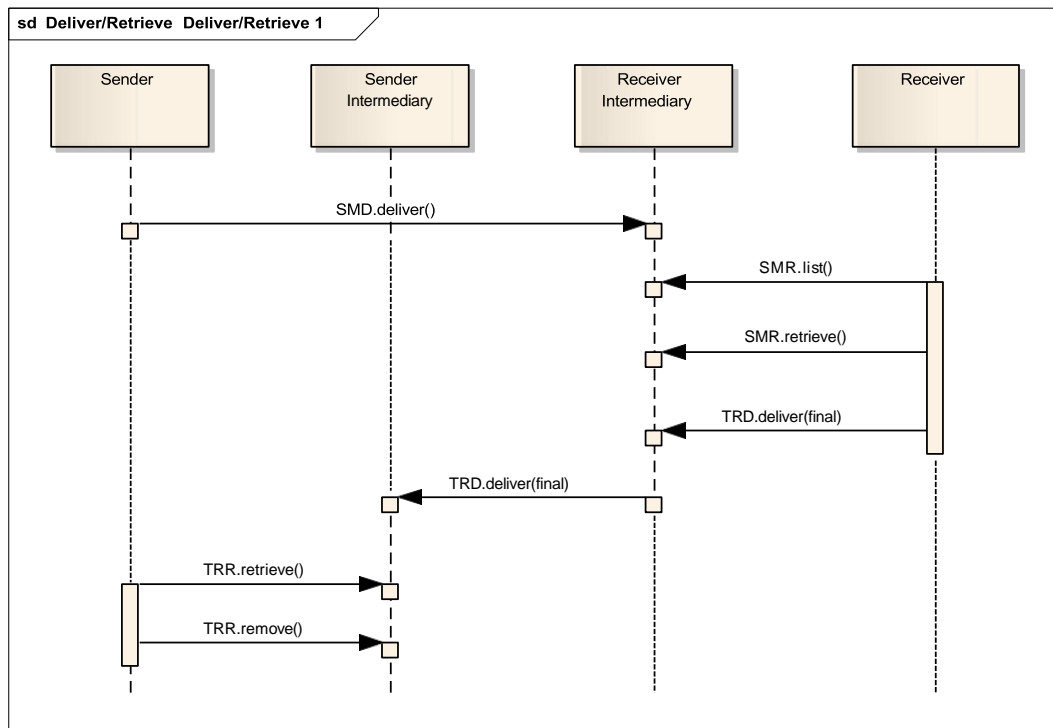 sd Deliver/Retrieve Deliver/Retrieve 1
Sender
Sender
Intermediary
Receiver
Intermediary
Receiver
SMD.deliver()
SMR.list()
SMR.retrieve()
TRD.deliver(final)
TRD.deliver(final)
TRR.retrieve()
TRR.remove()